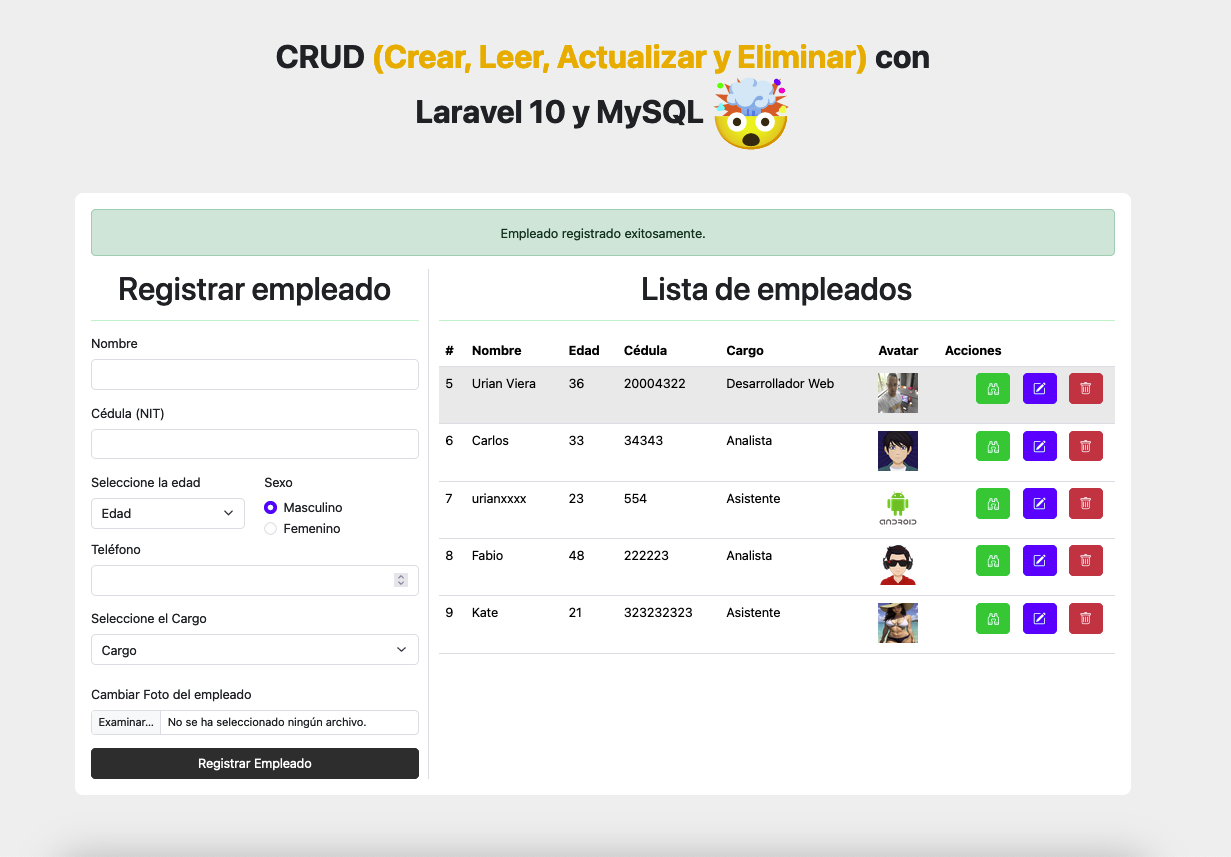 CRUD (Crear, Leer, Actualizar y Eliminar) con
Laravel 10 y MySQL
Empleado registrado exitosamente.
Registrar empleado
Nombre
Cédula (NIT)
Seleccione la edad
Sexo
Edad
Masculino
Femenino
Teléfono
Seleccione el Cargo
Cargo
Cambiar Foto del empleado
Examinar... No se ha seleccionado ningún archivo.
Registrar Empleado
Lista de empleados
# Nombre Edad Cédula Cargo Avatar Acciones
5 Urian Viera 36 20004322 Desarrollador Web
6 Carlos 33 34343 Analista
7 urianxxxx 23 554 Asistente
ANDROID
8 Fabio 48 222223 Analista
9 Kate 21 323232323 Asistente